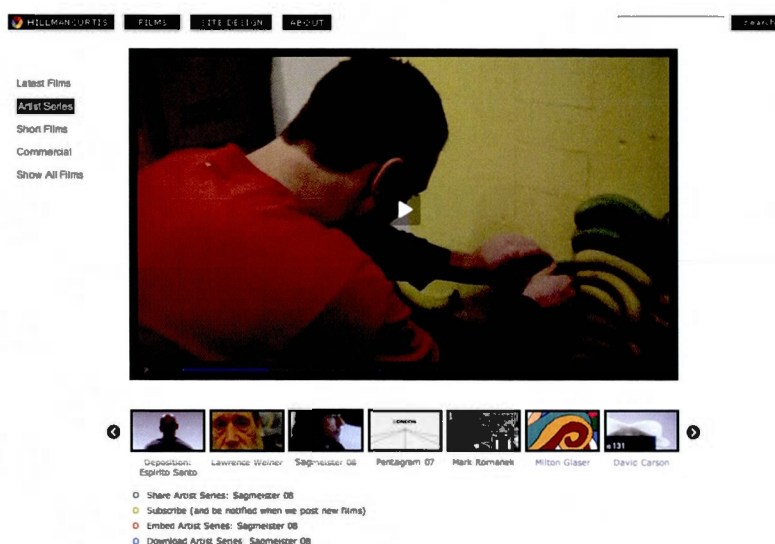 HILLMANCURTIS FILMS SITE DESIGN ABOUT search
Latest Films
Artist Series
Short Films
Commercial
Show All Films
LONDON
131
Deposition: Espirito Santo
Lawrence Weiner
Sagmeister 08
Pentagram 07
Mark Romanek
Milton Glaser
David Carson
Share Artist Series: Sagmeister 08
Subscribe (and be notified when we post new films)
Embed Artist Series: Sagmeister 08
Download Artist Series: Sagmeister 08